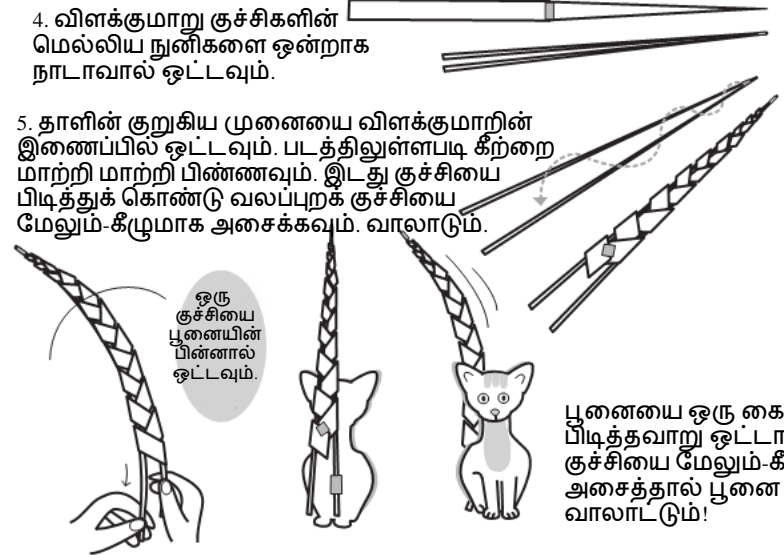 4. விளக்குமாறு குச்சிகளின்
மெல்லிய நுனிகளை ஒன்றாக
நாடாவால் ஒட்டவும்.
5. தாளின் குறுகிய முனையை விளக்குமாறின்
இணைப்பில் ஒட்டவும். படத்திலுள்ளபடி கீற்றை
மாற்றி மாற்றி பிண்ணவும். இடது குச்சியை
பிடித்துக் கொண்டு வலப்புறக் குச்சியை
மேலும்-கீழுமாக அசைக்கவும். வாலாடும்.
ஒரு
குச்சியை
பூனையின்
பின்னால்
ஒட்டவும்.
பூனையை ஒரு கை
பிடித்தவாறு ஒட்டா
குச்சியை மேலும்-கீ
அசைத்தால் பூனை
வாலாட்டும்!